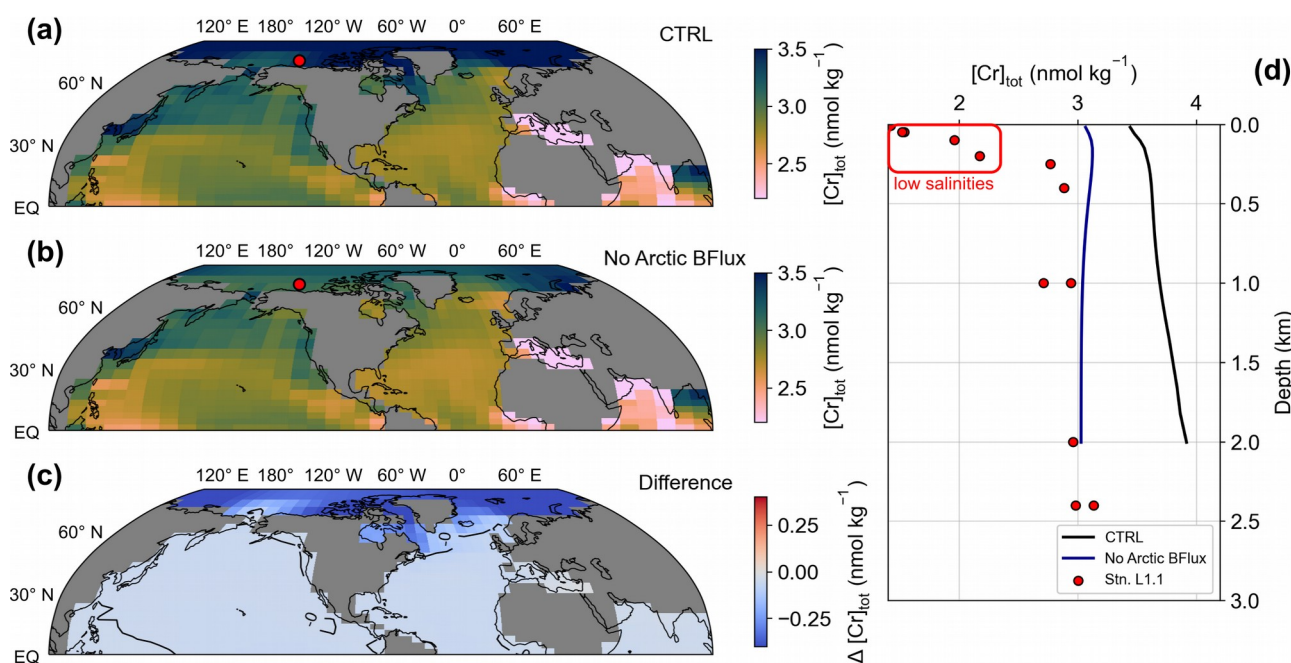 (a)
120° E 180° 120° W 60° W 0° 60° E
CTRL
60° N
30° N
EQ
3.5
3.0
2.5
[Cr]tot (nmol kg−1)
(b)
120° E 180° 120° W 60° W 0° 60° E
No Arctic BFlux
60° N
30° N
EQ
3.5
3.0
2.5
[Cr]tot (nmol kg−1)
(c)
120° E 180° 120° W 60° W 0° 60° E
Difference
60° N
30° N
EQ
0.25
0.00
−0.25
Δ [Cr]tot (nmol kg−1)
[Cr]tot (nmol kg−1)
(d)
2 3 4
low salinities
0.0
0.5
1.0
1.5
2.0
2.5
3.0
Depth (km)
CTRL
No Arctic BFlux
Stn. L1.1